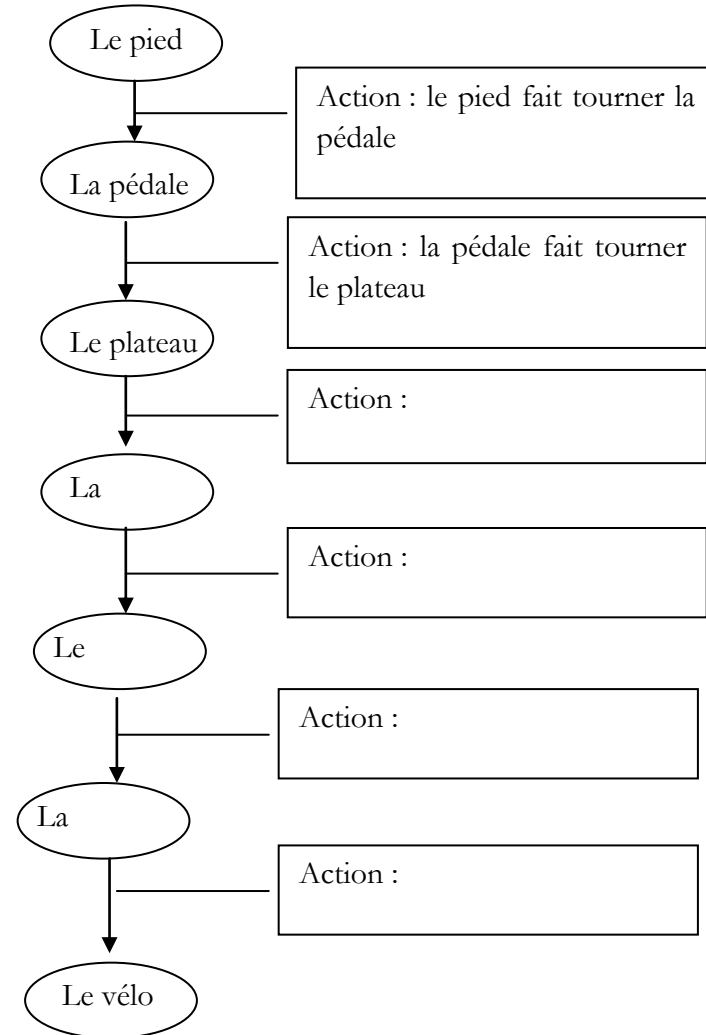 Le pied
Action : le pied fait tourner la
pédale
La pédale
Action : la pédale fait tourner
le plateau
Le plateau
Action :
La
Action :
Le
Action :
La
Action :
Le vélo